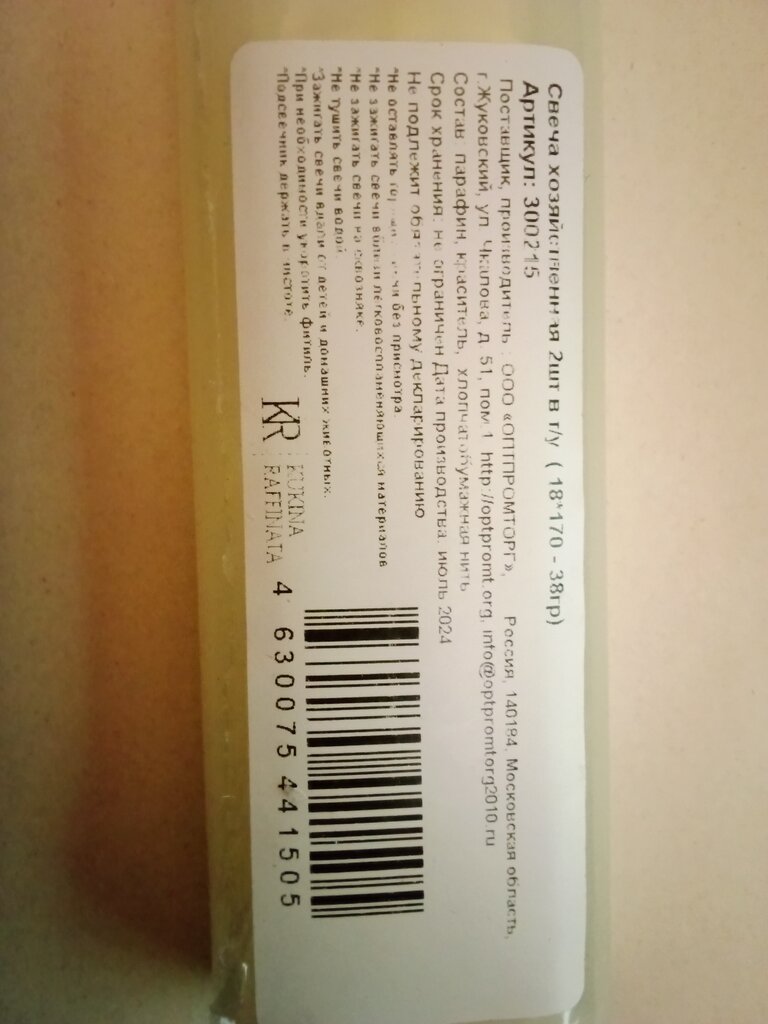 Свеча хозяйственная 2шт в т/у ( 18*170 - 38гр)
Артикул: 300215
Поставщик, производитель : ООО «ОПТПРОМТОРГ», Россия, 140184, Московская область,
г.Жуковский, ул. Чкалова, д. 51, пом.1 http://optpromt.org, info@optpromtorg2010.ru
Состав: парафин, краситель, хлопчатобумажная нить
Срок хранения: не ограничен Дата производства: июль 2024
Не подлежит обязательному декларированию
*Не оставлять горящие свечи без присмотра.
*Не зажигать свечи вблизи легковоспламеняющихся материалов
*Не зажигать свечи на сквозняке.
*Не тушить свечи водой.
*Зажигать свечи вдали от детей и домашних животных.
*При необходимости укоротить фитиль.
*Подсвечник держать в чистоте.
KR KUKINA
RAFFINATA
4 630075 441505